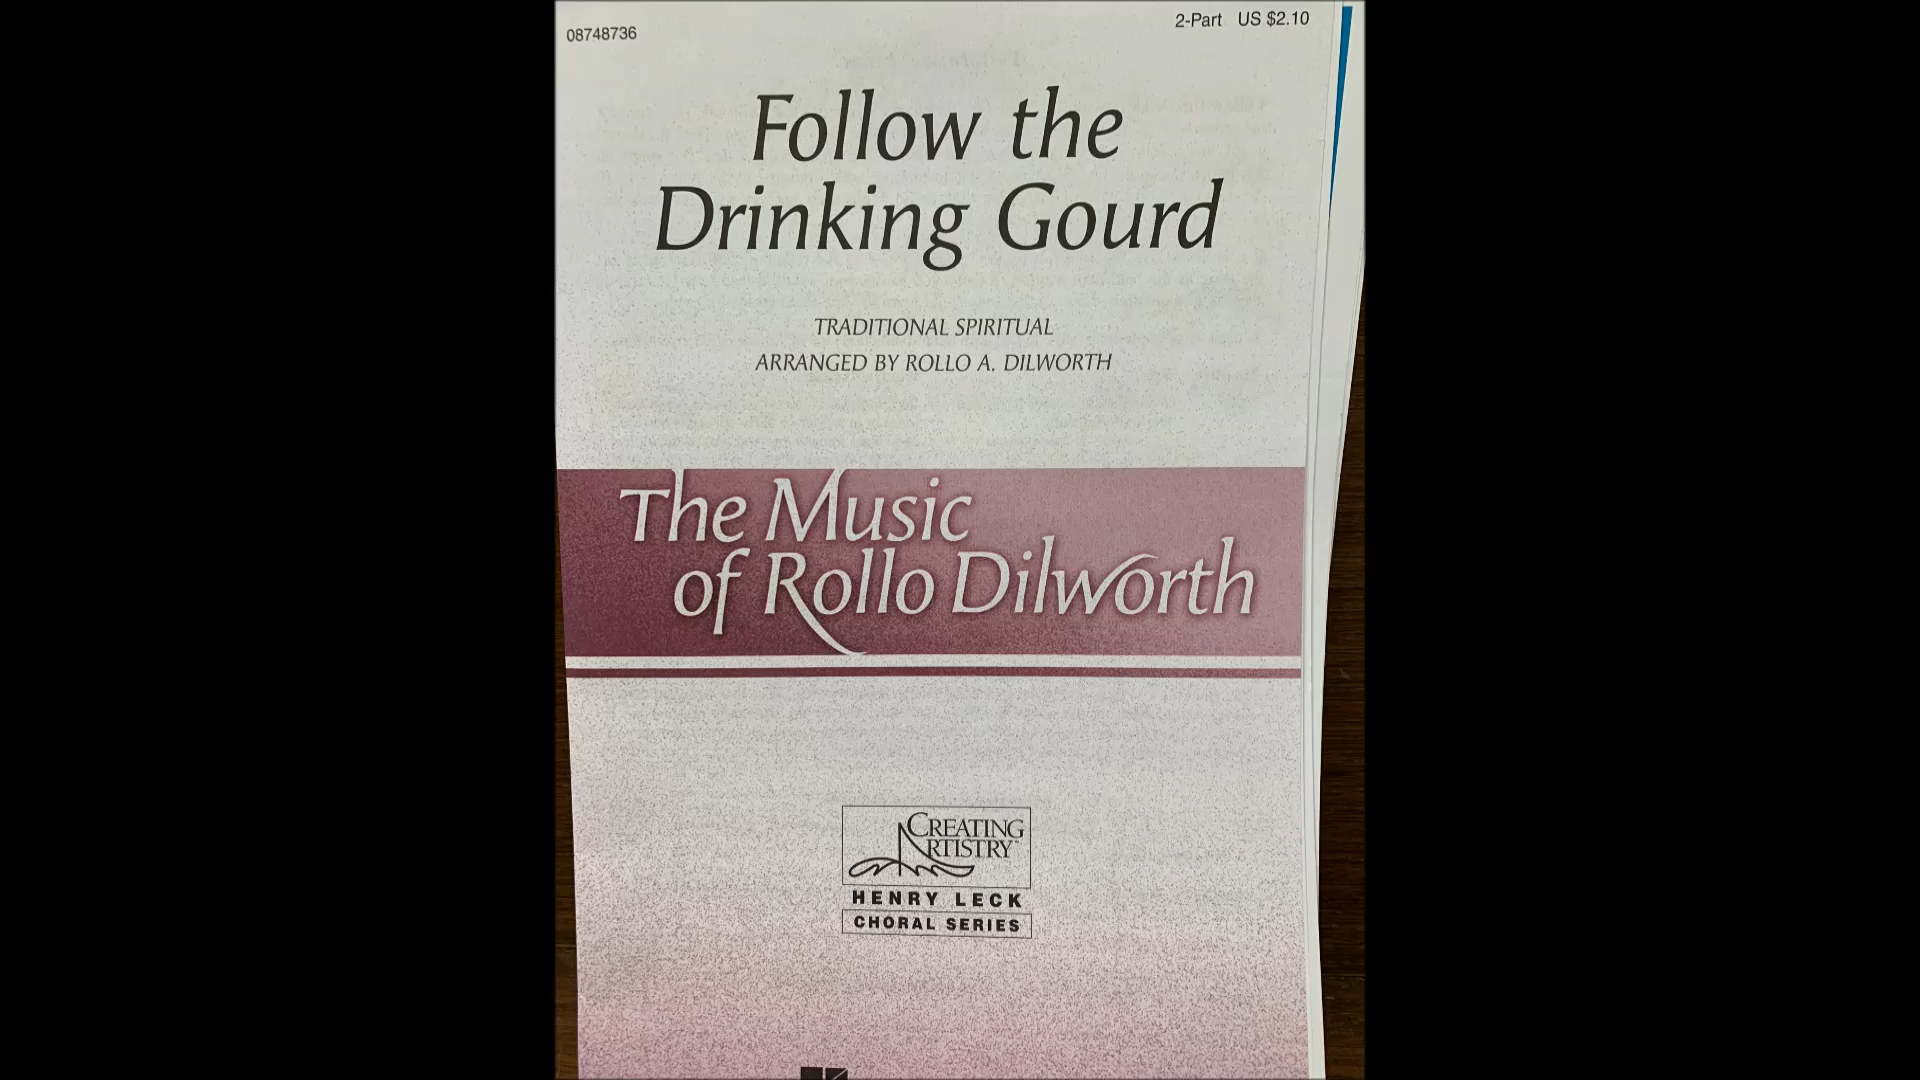 08748736
2-Part US $2.10
Follow the
Drinking Gourd
TRADITIONAL SPIRITUAL
ARRANGED BY ROLLO A. DILWORTH
The Music
of Rollo Dilworth
CREATING
ARTISTRY™
HENRY LECK
CHORAL SERIES